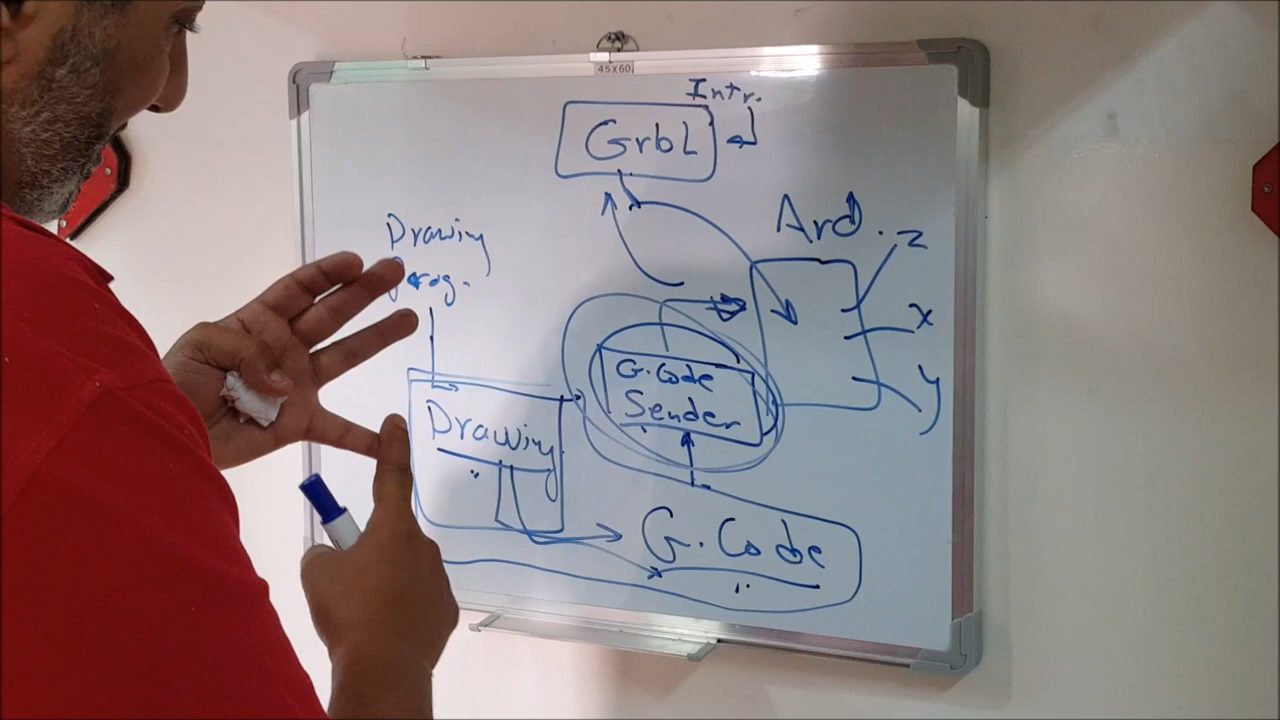 45x60
Intr.
GrbL
Ard.
z
x
y
Drawing
Prog.
G.Code
Sender
Drawing
G.Code